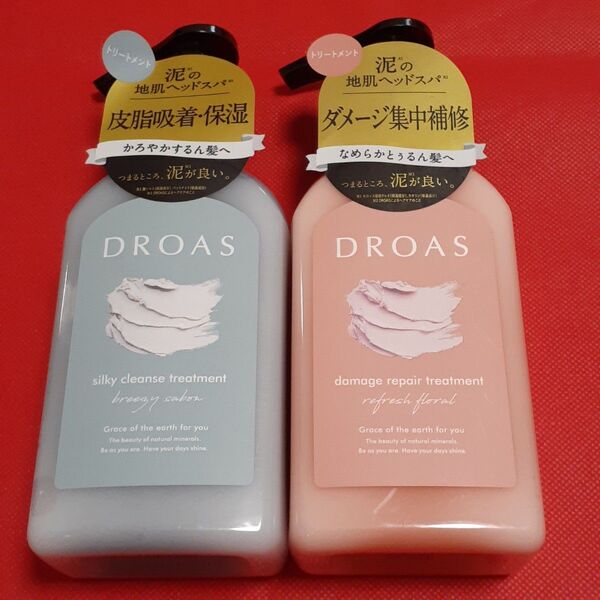 トリートメント
泥の
地肌ヘッドスパ
皮脂吸着・保湿
かろやかするん髪へ
つまるところ、泥が良い。
DROAS
silky cleanse treatment
breezy sabon
Grace of the earth for you
The beauty of natural minerals.
Be as you are. Have your days shine.
トリートメント
泥の
地肌ヘッドスパ
ダメージ集中補修
なめらかとぅるん髪へ
つまるところ、泥が良い。
DROAS
damage repair treatment
refresh floral
Grace of the earth for you
The beauty of natural minerals.
Be as you are. Have your days shine.